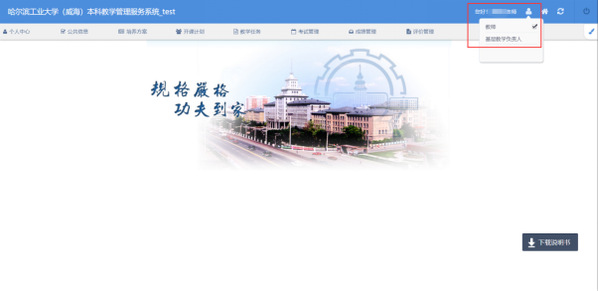 哈尔滨工业大学（威海）本科教学管理服务系统_test
您好！
教师
基层教学负责人
个人中心
公共信息
培养方案
开课计划
教学任务
考试管理
成绩管理
评价管理
规格严格
功夫到家
下载说明书